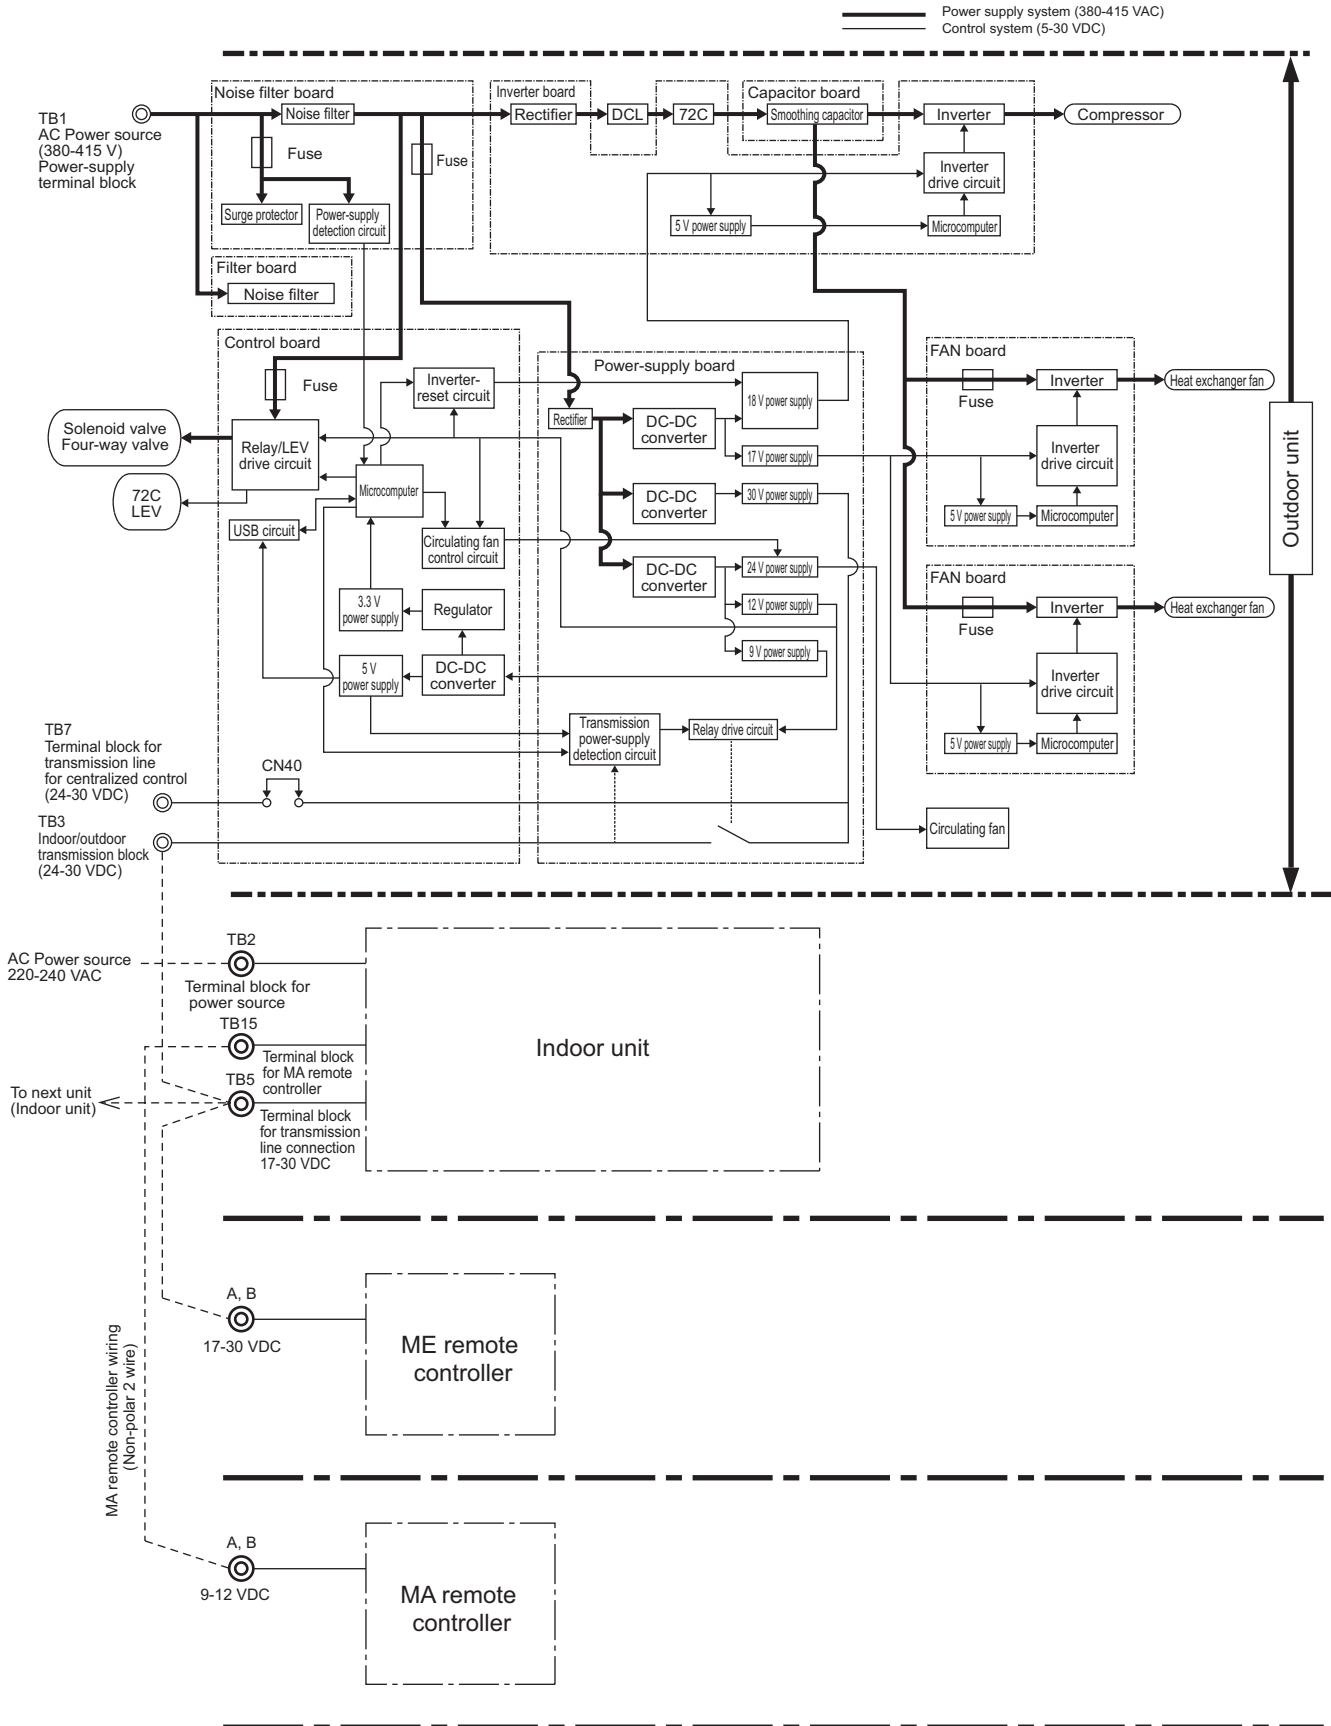 Power supply system (380-415 VAC)
Control system (5-30 VDC)
Noise filter board
Inverter board
Capacitor board
TB1
AC Power source
(380-415 V)
Power-supply
terminal block
Noise filter
Rectifier
DCL
72C
Smoothing capacitor
Inverter
Compressor
Fuse
Fuse
Inverter
drive circuit
Surge protector
Power-supply
detection circuit
5 V power supply
Microcomputer
Filter board
Noise filter
Control board
Power-supply board
FAN board
Fuse
Inverter-
reset circuit
18 V power supply
Fuse
Inverter
Heat exchanger fan
Solenoid valve
Four-way valve
Relay/LEV
drive circuit
Rectifier
DC-DC
converter
17 V power supply
Inverter
drive circuit
72C
LEV
Microcomputer
DC-DC
converter
30 V power supply
5 V power supply
Microcomputer
USB circuit
Circulating fan
control circuit
DC-DC
converter
24 V power supply
Outdoor unit
FAN board
3.3 V
power supply
Regulator
12 V power supply
Fuse
Inverter
Heat exchanger fan
9 V power supply
5 V
power supply
DC-DC
converter
Inverter
drive circuit
Transmission
power-supply
detection circuit
Relay drive circuit
5 V power supply
Microcomputer
TB7
Terminal block for
transmission line
for centralized control
(24-30 VDC)
CN40
TB3
Indoor/outdoor
transmission block
(24-30 VDC)
Circulating fan
AC Power source
220-240 VAC
TB2
Terminal block for
power source
TB15
Terminal block
for MA remote
controller
Indoor unit
To next unit
(Indoor unit)
TB5
Terminal block
for transmission
line connection
17-30 VDC
A, B
17-30 VDC
ME remote
controller
MA remote controller wiring
(Non-polar 2 wire)
A, B
9-12 VDC
MA remote
controller